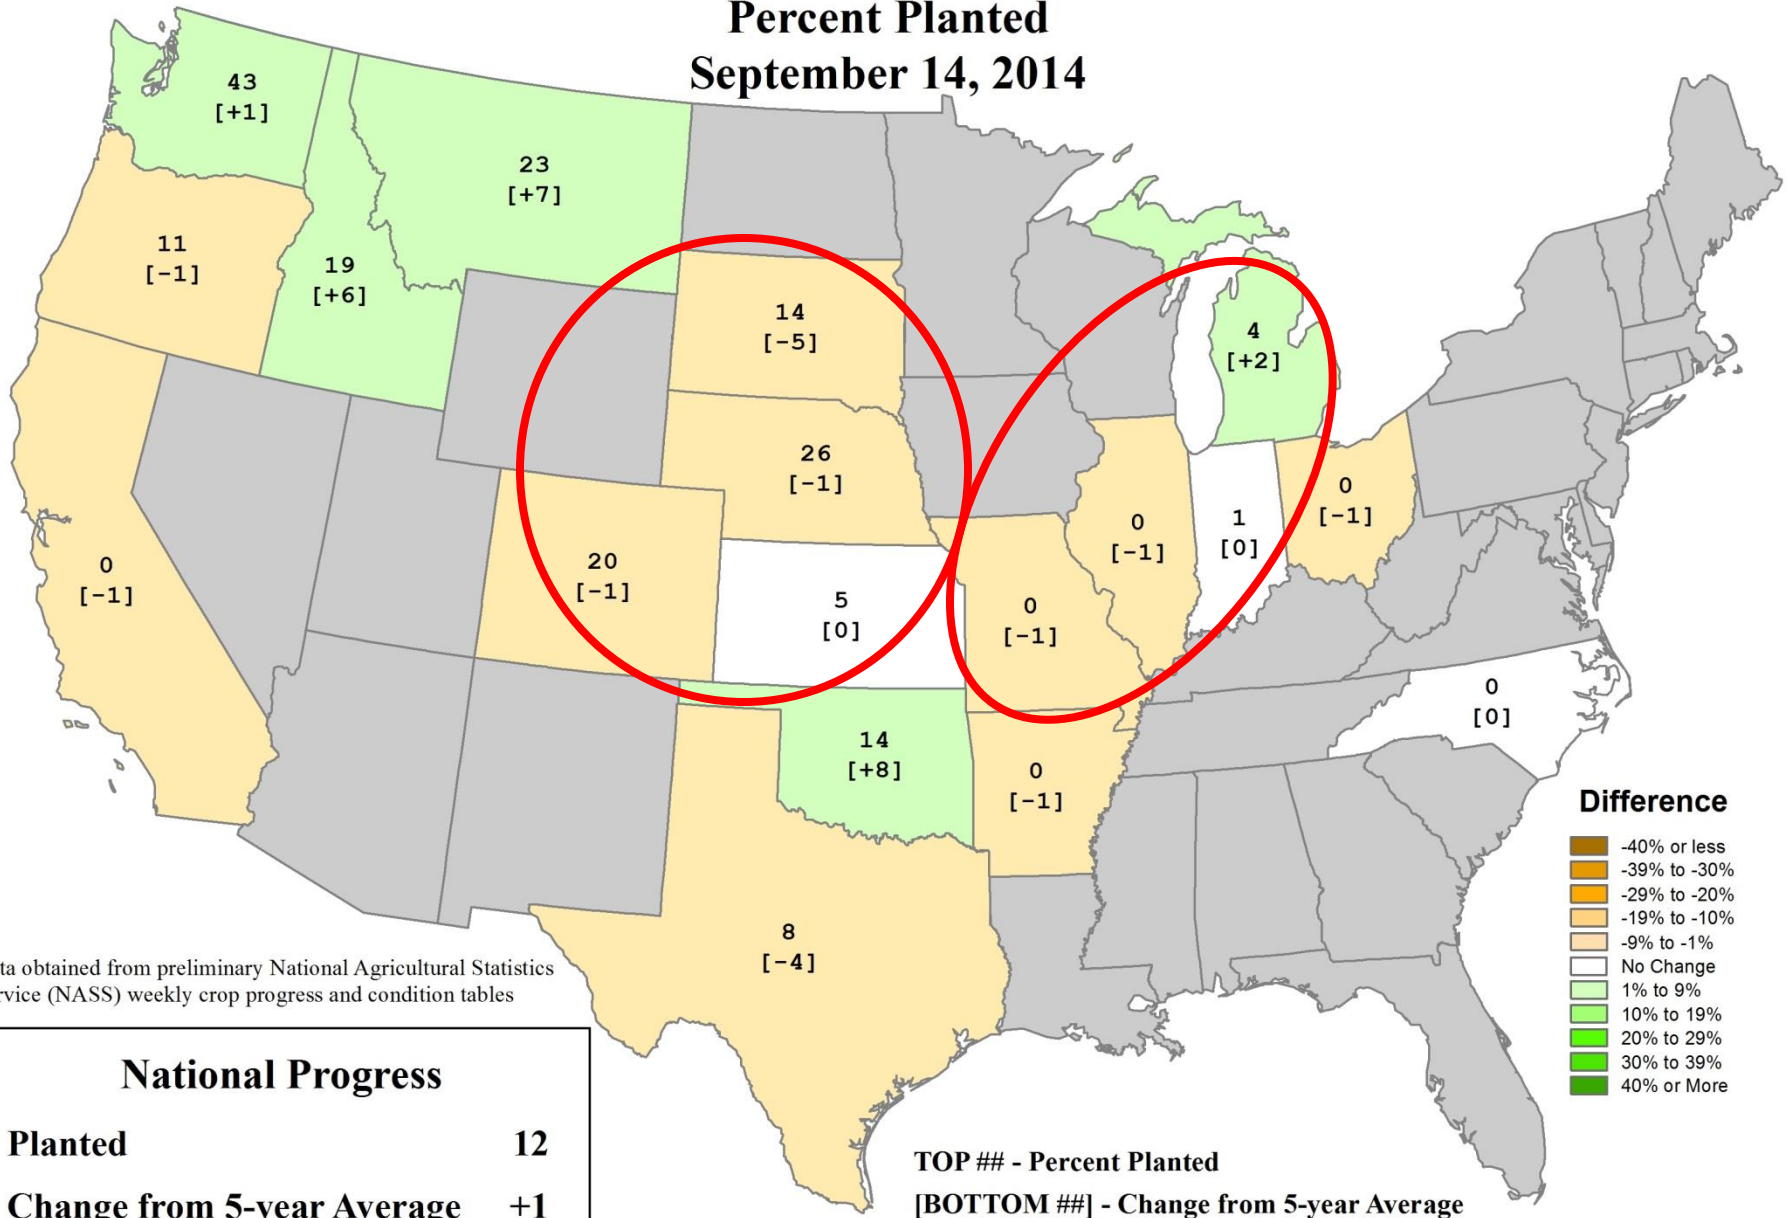 Percent Planted
September 14, 2014
43
[+1]
23
[+7]
11
[-1]
19
[+6]
14
[-5]
4
[+2]
26
[-1]
0
[-1]
0
[-1]
1
[0]
20
[-1]
0
[-1]
5
[0]
0
[-1]
0
[0]
14
[+8]
0
[-1]
8
[-4]
Difference
-40% or less
-39% to -30%
-29% to -20%
-19% to -10%
-9% to -1%
No Change
1% to 9%
10% to 19%
20% to 29%
30% to 39%
40% or More
ta obtained from preliminary National Agricultural Statistics
rvice (NASS) weekly crop progress and condition tables
National Progress
Planted 12
Change from 5-year Average +1
TOP ## - Percent Planted
[BOTTOM ##] - Change from 5-year Average